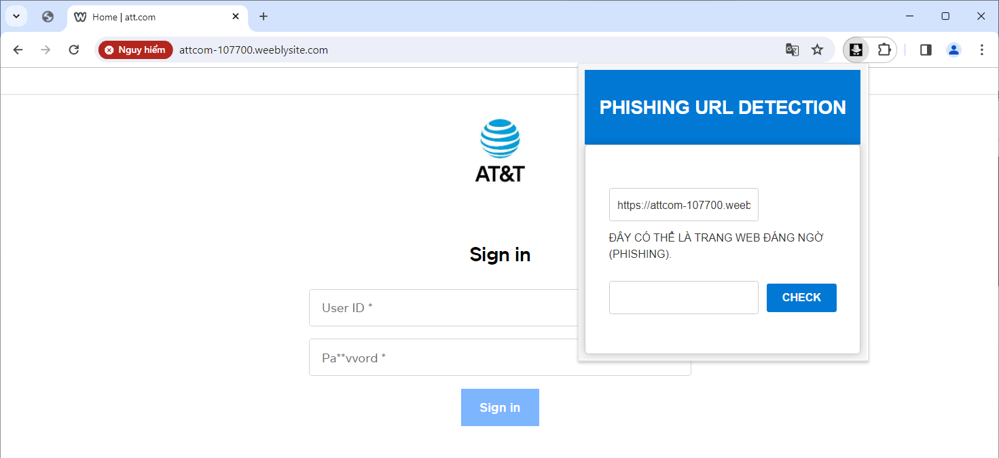 Home | att.com
Nguy hiểm
attcom-107700.weeblysite.com
PHISHING URL DETECTION
AT&T
https://attcom-107700.weeb
ĐÂY CÓ THỂ LÀ TRANG WEB ĐÁNG NGỜ
(PHISHING).
Sign in
CHECK
User ID *
Pa**vvord *
Sign in